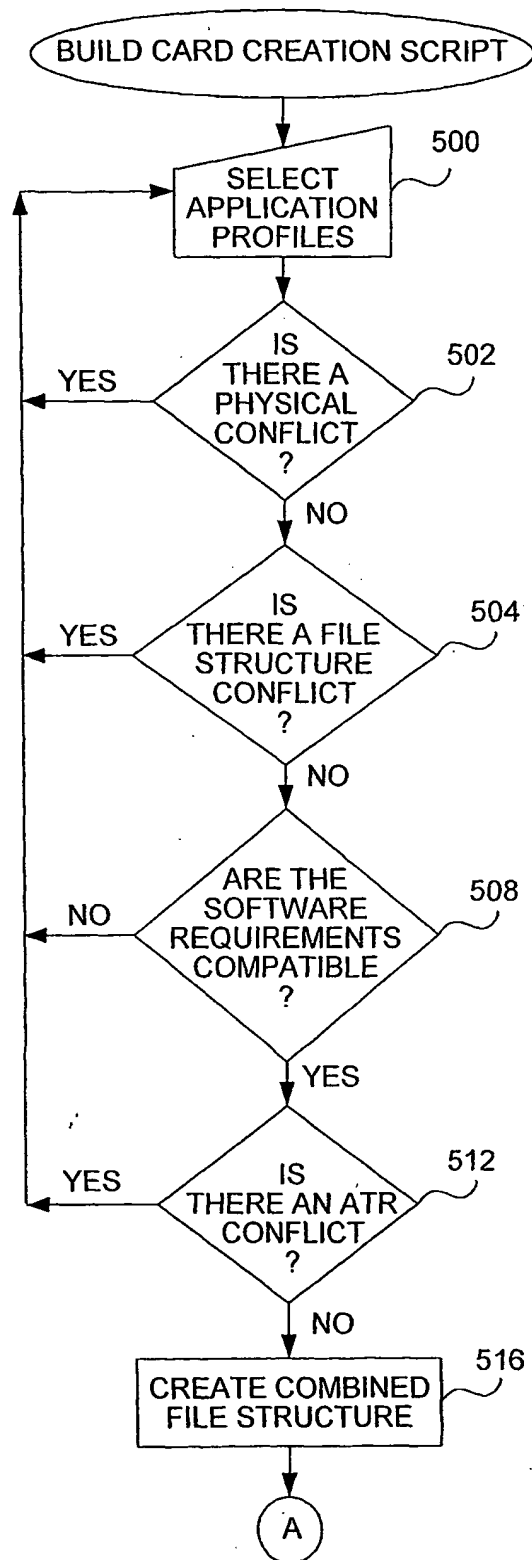 BUILD CARD CREATION SCRIPT
500
SELECT
APPLICATION
PROFILES
IS
THERE A
PHYSICAL
CONFLICT
?
502
YES
NO
IS
THERE A FILE
STRUCTURE
CONFLICT
?
504
YES
NO
ARE THE
SOFTWARE
REQUIREMENTS
COMPATIBLE
?
508
NO
YES
IS
THERE AN ATR
CONFLICT
?
512
YES
NO
516
CREATE COMBINED
FILE STRUCTURE
A